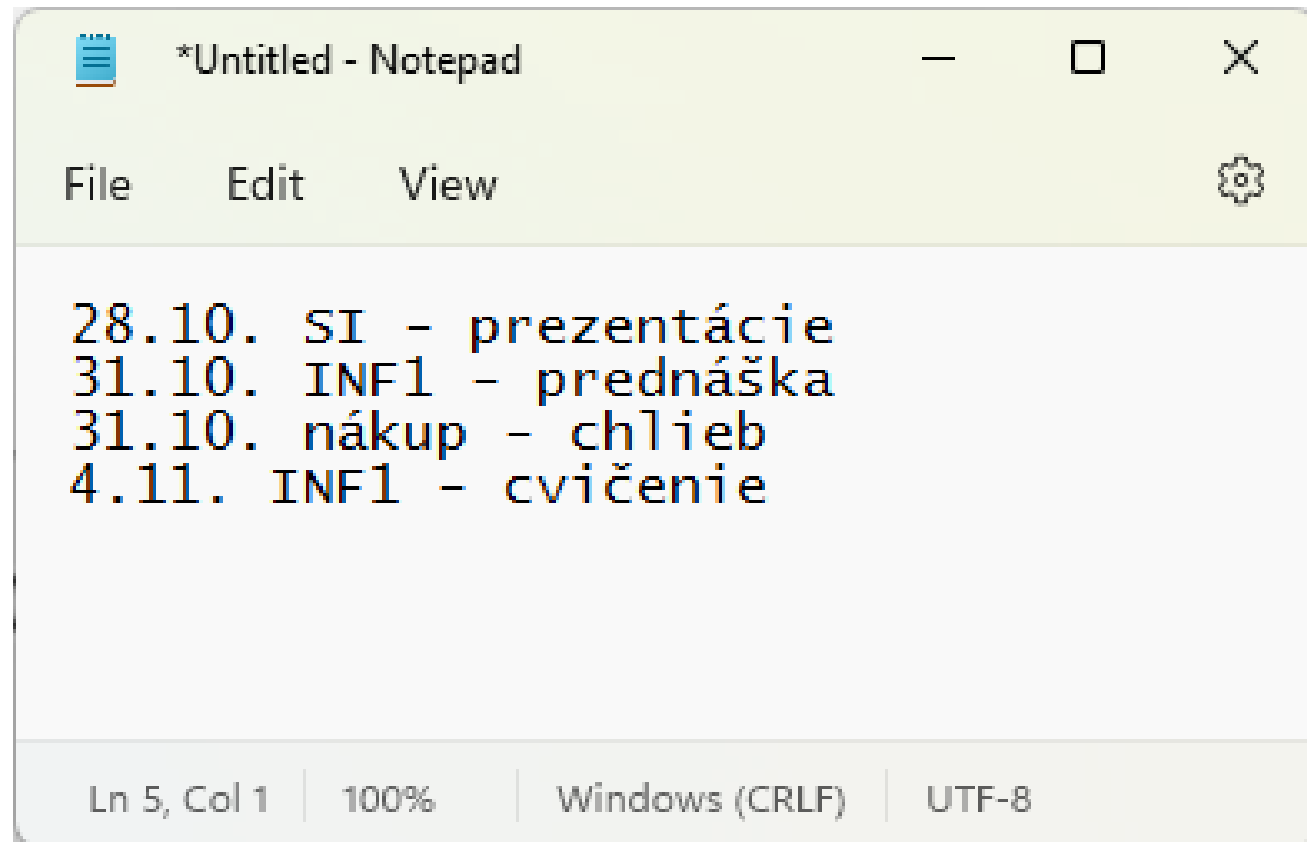 *Untitled - Notepad
File Edit View
28.10. SI – prezentácie
31.10. INF1 – prednáška
31.10. nákup – chlieb
4.11. INF1 – cvičenie
Ln 5, Col 1 100% Windows (CRLF) UTF-8